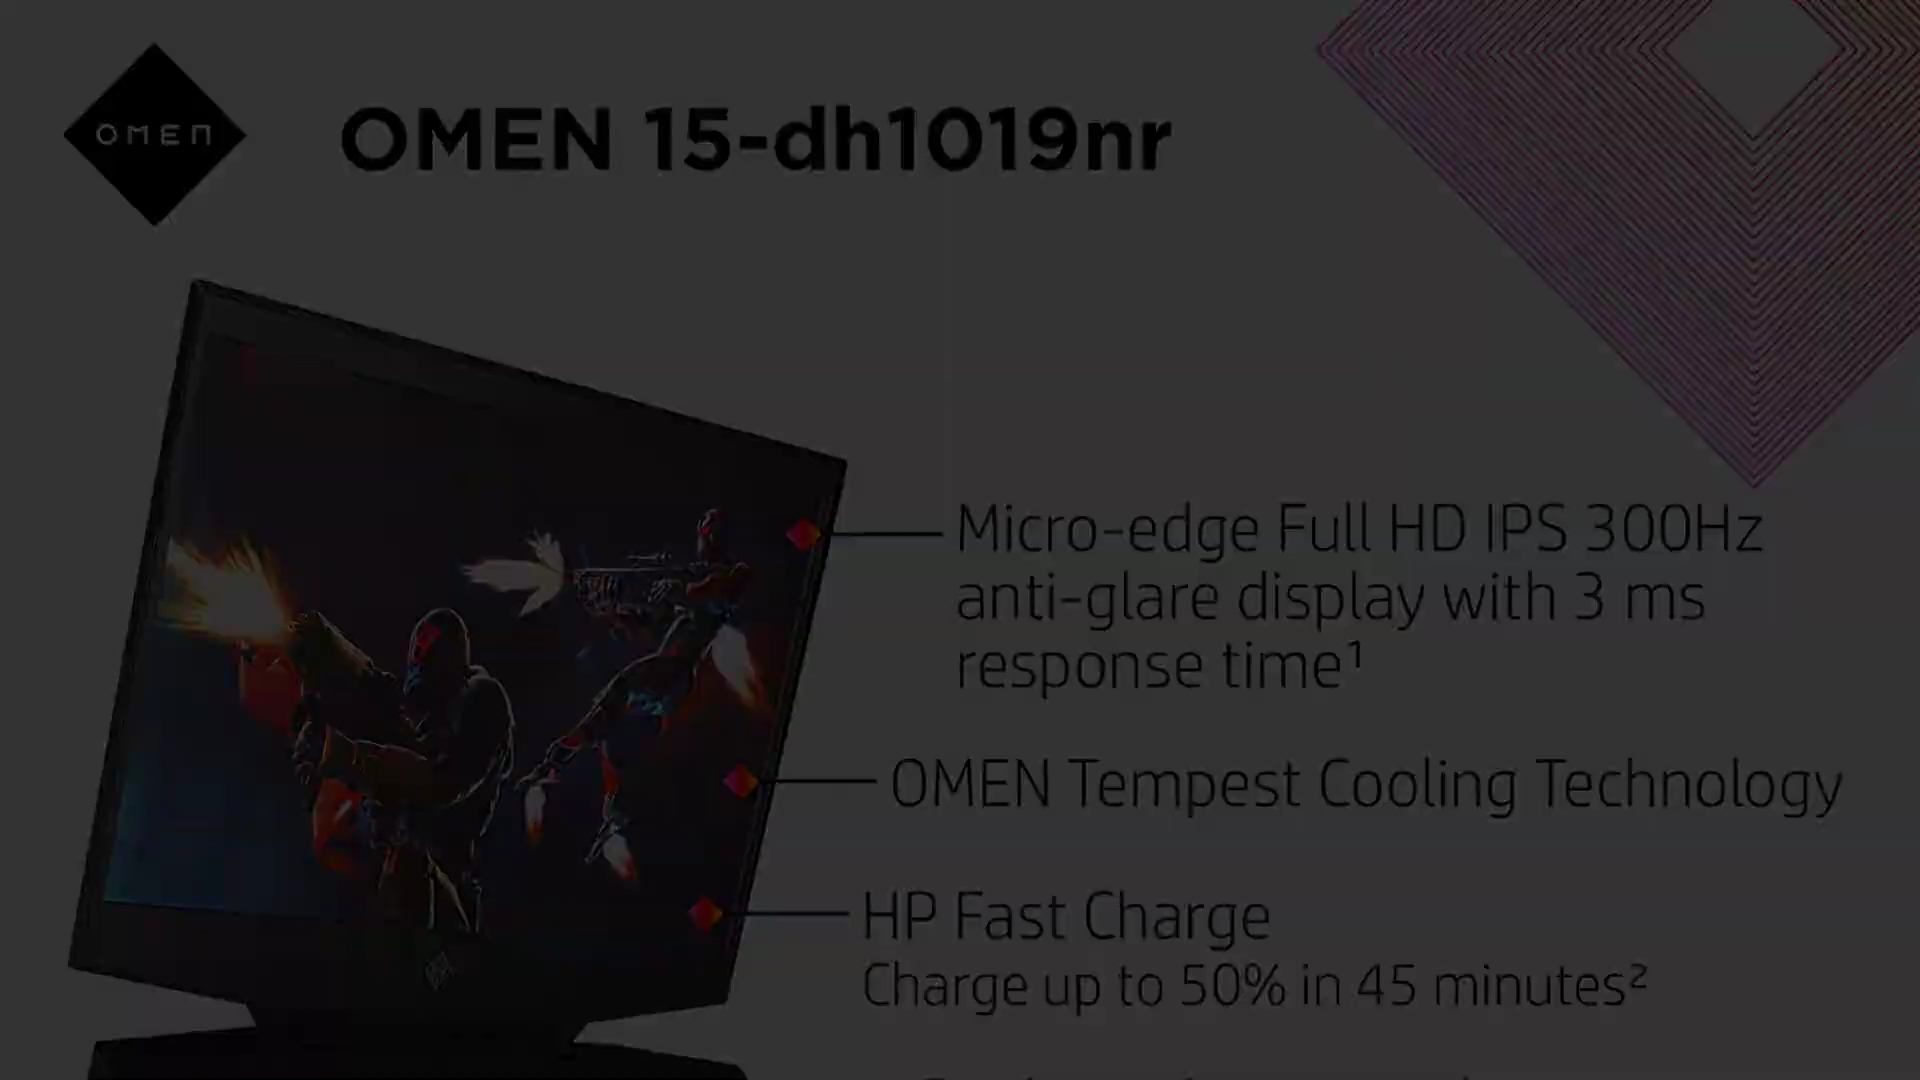 OMEN
OMEN 15-dh1019nr
Micro-edge Full HD IPS 300Hz
anti-glare display with 3 ms
response time¹
OMEN Tempest Cooling Technology
HP Fast Charge
Charge up to 50% in 45 minutes²